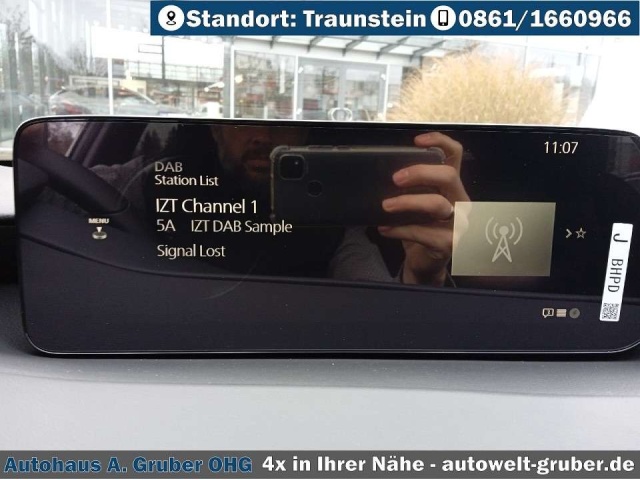 Standort: Traunstein 0861/1660966
11:07
DAB
Station List
IZT Channel 1
5A IZT DAB Sample
Signal Lost
MENU
J BHPD
Autohaus A. Gruber OHG 4x in Ihrer Nähe - autowelt-gruber.de